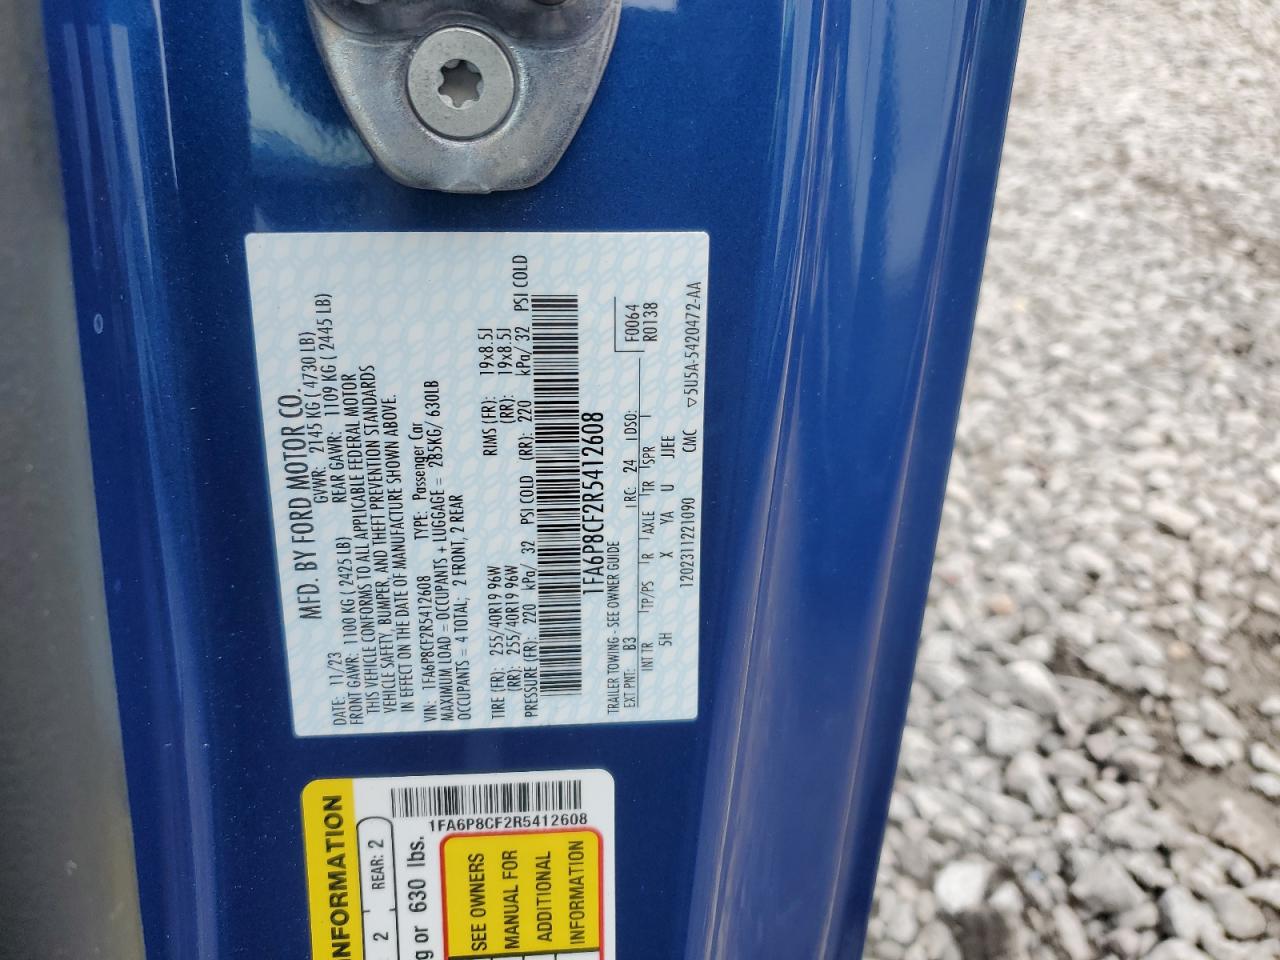 MFD. BY FORD MOTOR CO.
DATE: 11/23 GVWR: 2145 KG ( 4730 LB)
FRONT GAWR: 1100 KG ( 2425 LB) REAR GAWR: 1109 KG ( 2445 LB)
THIS VEHICLE CONFORMS TO ALL APPLICABLE FEDERAL MOTOR
VEHICLE SAFETY, BUMPER, AND THEFT PREVENTION STANDARDS
IN EFFECT ON THE DATE OF MANUFACTURE SHOWN ABOVE.
VIN: 1FA6P8CF2R5412608 TYPE: Passenger Car
MAXIMUM LOAD = OCCUPANTS + LUGGAGE = 285KG/ 630LB
OCCUPANTS = 4 TOTAL; 2 FRONT, 2 REAR
TIRE (FR): 255/40R19 96W RIMS (FR): 19x8.5J
(RR): 255/40R19 96W (RR): 19x8.5J
PRESSURE (FR): 220 kPa/ 32 PSI COLD (RR): 220 kPa/ 32 PSI COLD
1FA6P8CF2R5412608
TRAILER TOWING - SEE OWNER GUIDE F0064
EXT PNT: B3 RC: 24 DSO: R0138
INT TR TP/PS R AXLE TR SPR
5H X YA U JJEE
1202311221090 CMC ▽5U5A-5420472-AA
INFORMATION
2 REAR: 2
g or 630 lbs.
1FA6P8CF2R5412608
SEE OWNERS
MANUAL FOR
ADDITIONAL
INFORMATION